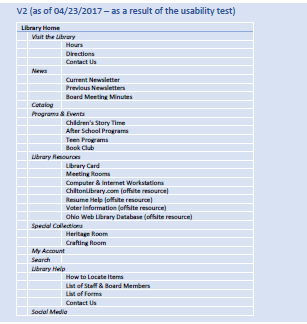 V2 (as of 04/23/2017 – as a result of the usability test)
Library Home
Visit the Library
Hours
Directions
Contact Us
News
Current Newsletter
Previous Newsletters
Board Meeting Minutes
Catalog
Programs & Events
Children's Story Time
After School Programs
Teen Programs
Book Club
Library Resources
Library Card
Meeting Rooms
Computer & Internet Workstations
ChiltonLibrary.com (offsite resource)
Resume Help (offsite resource)
Voter Information (offsite resource)
Ohio Web Library Database (offsite resource)
Special Collections
Heritage Room
Crafting Room
My Account
Search
Library Help
How to Locate Items
List of Staff & Board Members
List of Forms
Contact Us
Social Media